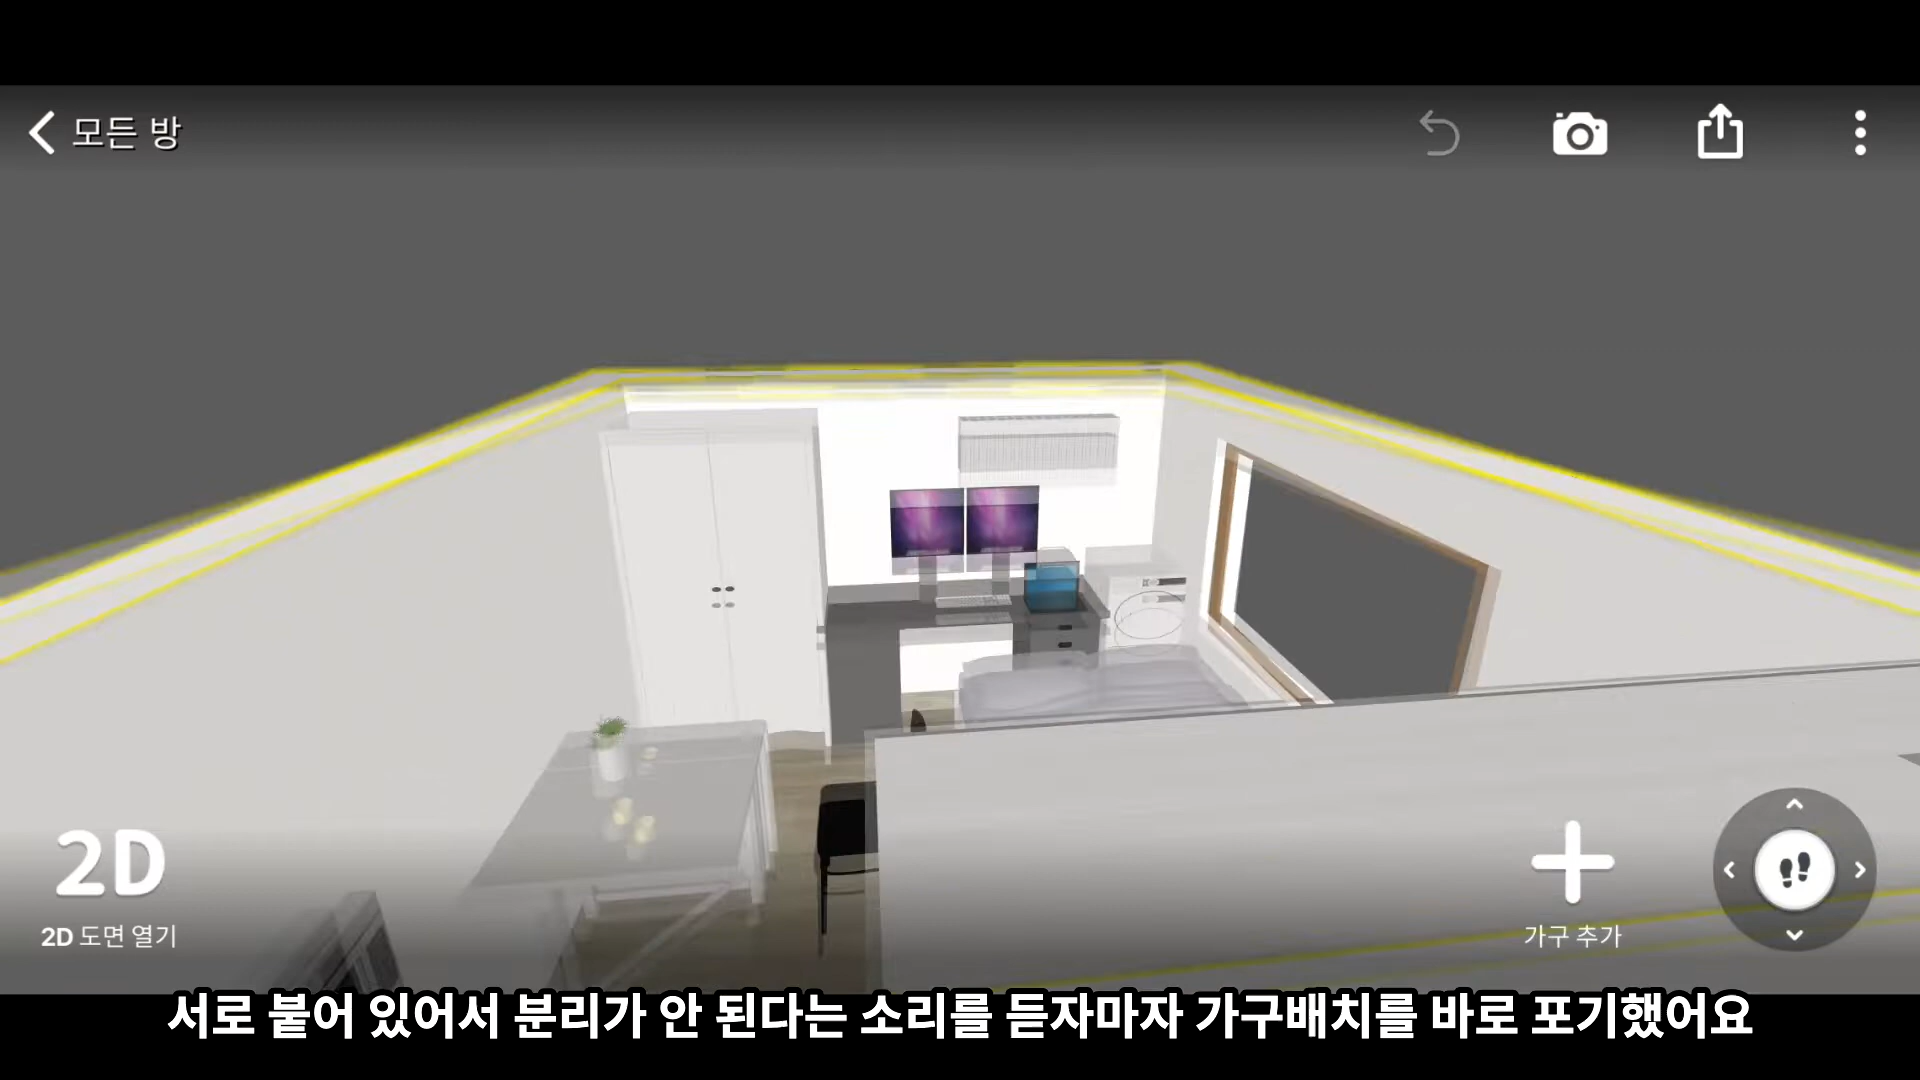 모든 방
2D
2D 도면 열기
가구 추가
서로 붙어 있어서 분리가 안 된다는 소리를 듣자마자 가구배치를 바로 포기했어요